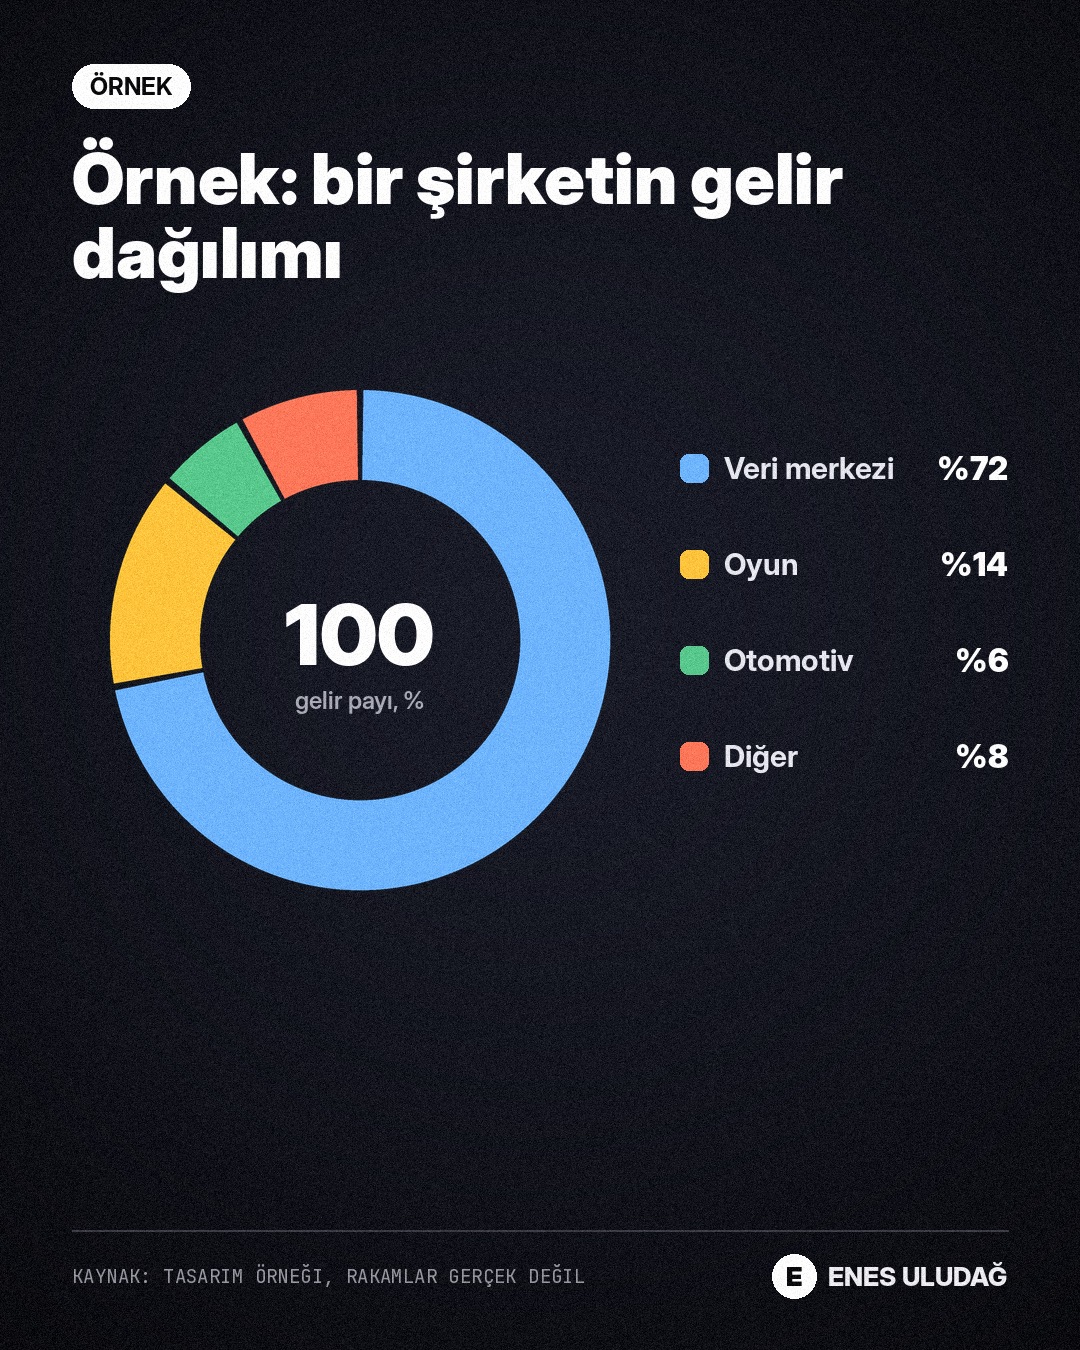 ÖRNEK
Örnek: bir şirketin gelir
dağılımı
Veri merkezi %72
Oyun %14
Otomotiv %6
Diğer %8
100
gelir payı, %
KAYNAK: TASARIM ÖRNEĞİ, RAKAMLAR GERÇEK DEĞİL
E ENES ULUDAĞ